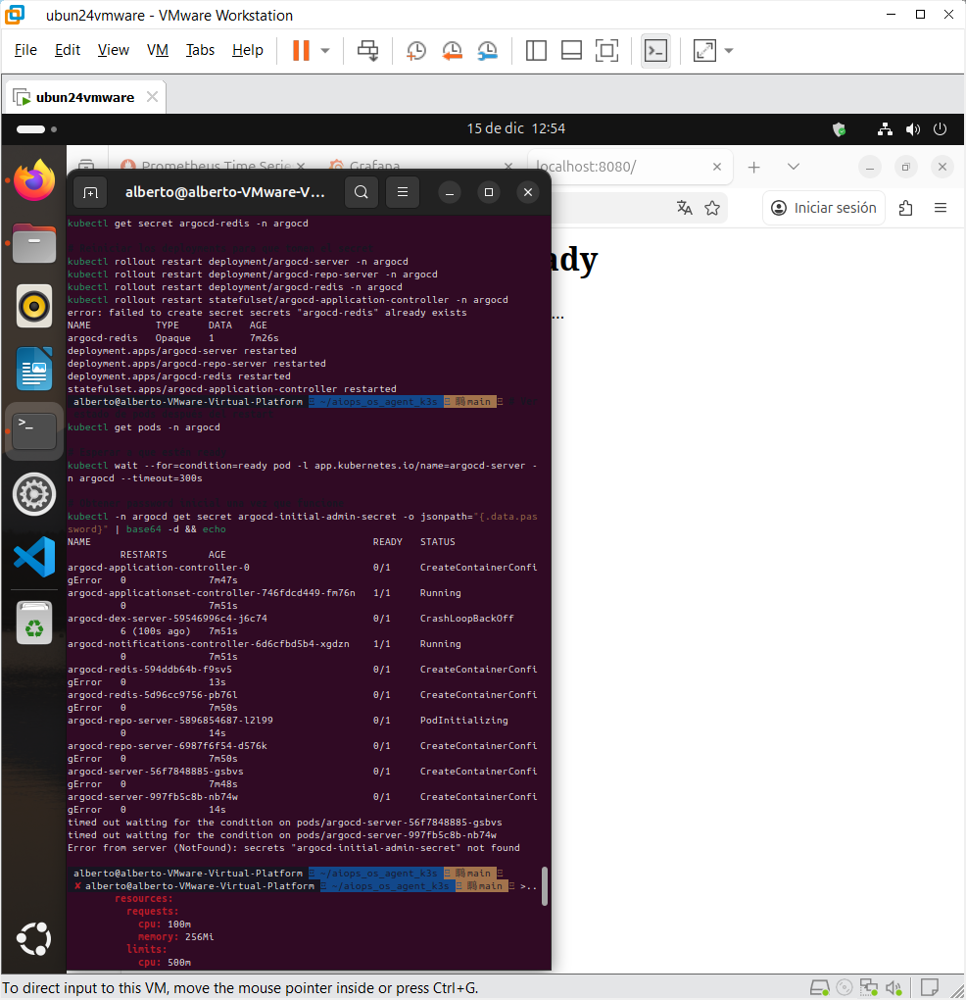 ubun24vmware - VMware Workstation
File Edit View VM Tabs Help
ubun24vmware
15 de dic 12:54
Prometheus Time Serie
Grafana
localhost:8080/
alberto@alberto-VMware-V...
Iniciar sesión
ady
...
kubectl get secret argocd-redis -n argocd
kubectl rollout restart deployment/argocd-server -n argocd
kubectl rollout restart deployment/argocd-repo-server -n argocd
kubectl rollout restart deployment/argocd-redis -n argocd
kubectl rollout restart statefulset/argocd-application-controller -n argocd
error: failed to create secret secrets "argocd-redis" already exists
NAME TYPE DATA AGE
argocd-redis Opaque 1 7m26s
deployment.apps/argocd-server restarted
deployment.apps/argocd-repo-server restarted
deployment.apps/argocd-redis restarted
statefulset.apps/argocd-application-controller restarted
alberto@alberto-VMware-Virtual-Platform ~/aiops_os_agent_k3s main
kubectl get pods -n argocd
kubectl wait --for=condition=ready pod -l app.kubernetes.io/name=argocd-server -
n argocd --timeout=300s
kubectl -n argocd get secret argocd-initial-admin-secret -o jsonpath="{.data.pas
sword}" | base64 -d && echo
NAME READY STATUS
RESTARTS AGE
argocd-application-controller-0 0/1 CreateContainerConfi
gError 0 7m47s
argocd-applicationset-controller-746fdcd449-fm76n 1/1 Running
0 7m51s
argocd-dex-server-59546996c4-j6c74 0/1 CrashLoopBackOff
6 (100s ago) 7m51s
argocd-notifications-controller-6d6cfbd5b4-xgdzn 1/1 Running
0 7m51s
argocd-redis-594ddb64b-f9sv5 0/1 CreateContainerConfi
gError 0 13s
argocd-redis-5d96cc9756-pb76l 0/1 CreateContainerConfi
gError 0 7m50s
argocd-repo-server-5896854687-l2l99 0/1 PodInitializing
0 14s
argocd-repo-server-6987f6f54-d576k 0/1 CreateContainerConfi
gError 0 7m50s
argocd-server-56f7848885-gsbvs 0/1 CreateContainerConfi
gError 0 7m48s
argocd-server-997fb5c8b-nb74w 0/1 CreateContainerConfi
gError 0 14s
timed out waiting for the condition on pods/argocd-server-56f7848885-gsbvs
timed out waiting for the condition on pods/argocd-server-997fb5c8b-nb74w
Error from server (NotFound): secrets "argocd-initial-admin-secret" not found
alberto@alberto-VMware-Virtual-Platform ~/aiops_os_agent_k3s main
✘ alberto@alberto-VMware-Virtual-Platform ~/aiops_os_agent_k3s main >..
resources:
requests:
cpu: 100m
memory: 256Mi
limits:
cpu: 500m
To direct input to this VM, move the mouse pointer inside or press Ctrl+G.